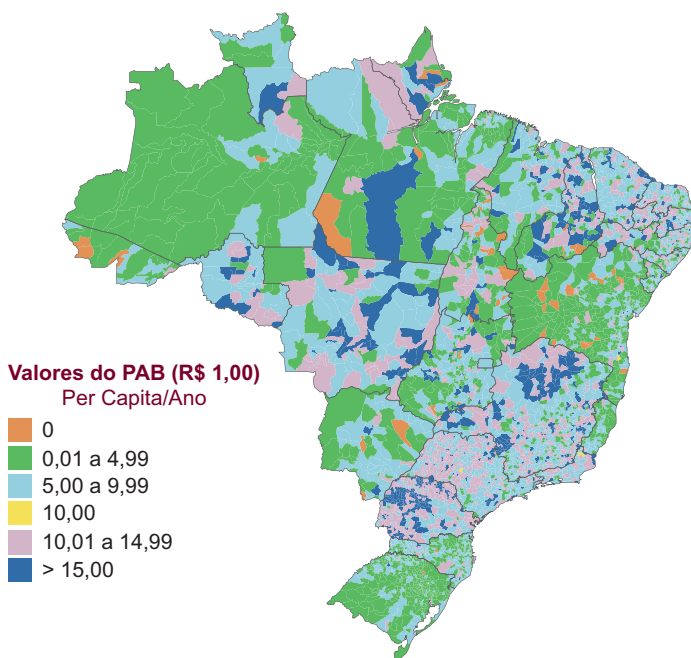 Valores do PAB (R$ 1,00)
Per Capita/Ano
0
0,01 a 4,99
5,00 a 9,99
10,00
10,01 a 14,99
> 15,00